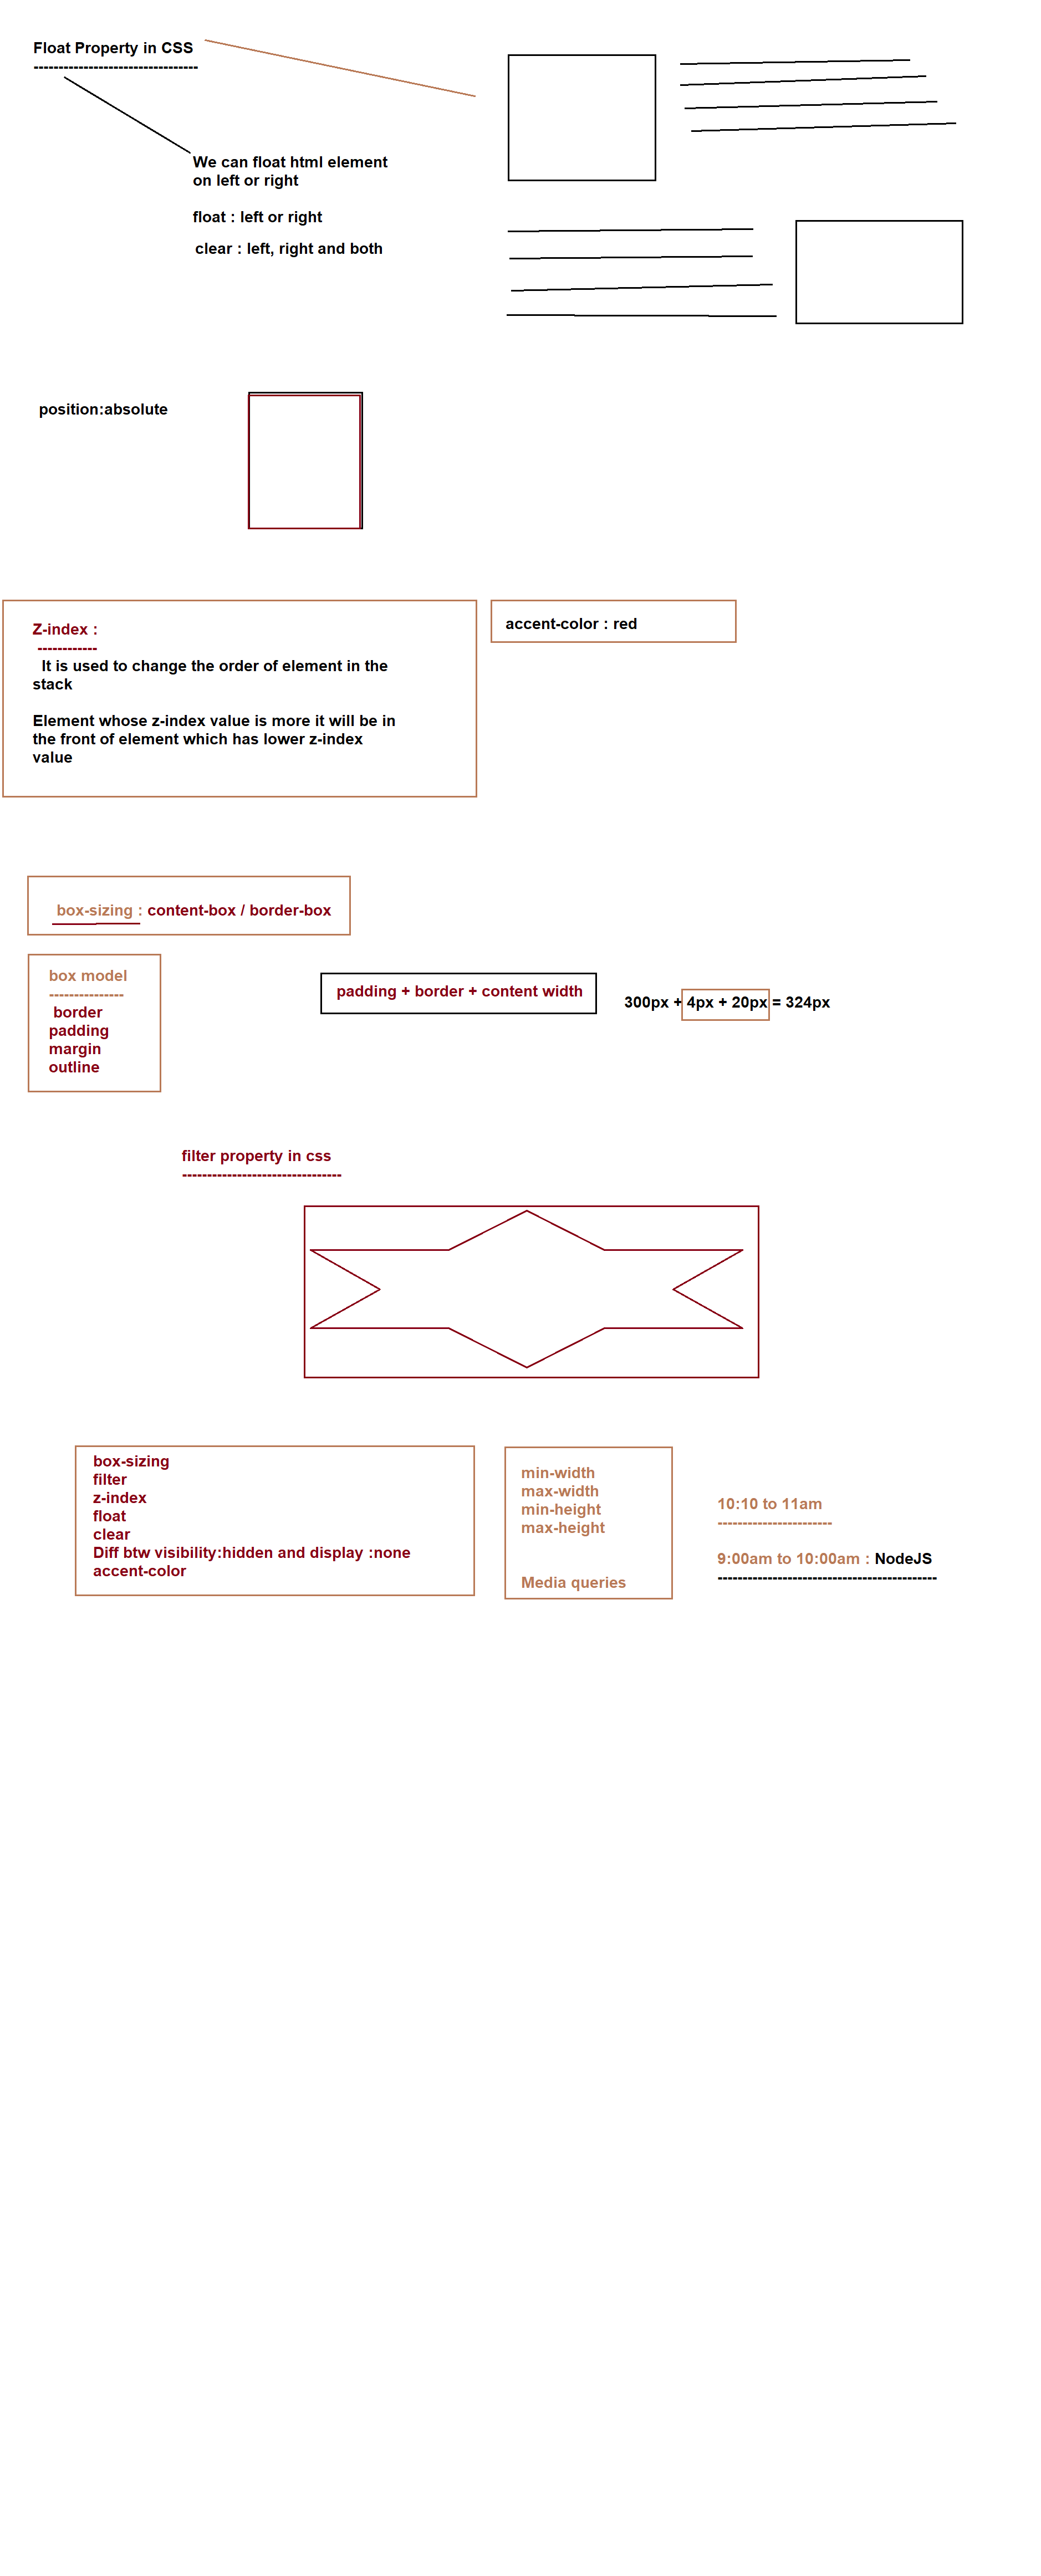 Float Property in CSS
---------------------------------
We can float html element
on left or right
float : left or right
clear : left, right and both
position:absolute
Z-index :
------------
It is used to change the order of element in the
stack
Element whose z-index value is more it will be in
the front of element which has lower z-index
value
accent-color : red
box-sizing : content-box / border-box
box model
---------------
border
padding
margin
outline
padding + border + content width
300px + 4px + 20px = 324px
filter property in css
--------------------------------
box-sizing
filter
z-index
float
clear
Diff btw visibility:hidden and display :none
accent-color
min-width
max-width
min-height
max-height
Media queries
10:10 to 11am
-----------------------
9:00am to 10:00am : NodeJS
--------------------------------------------